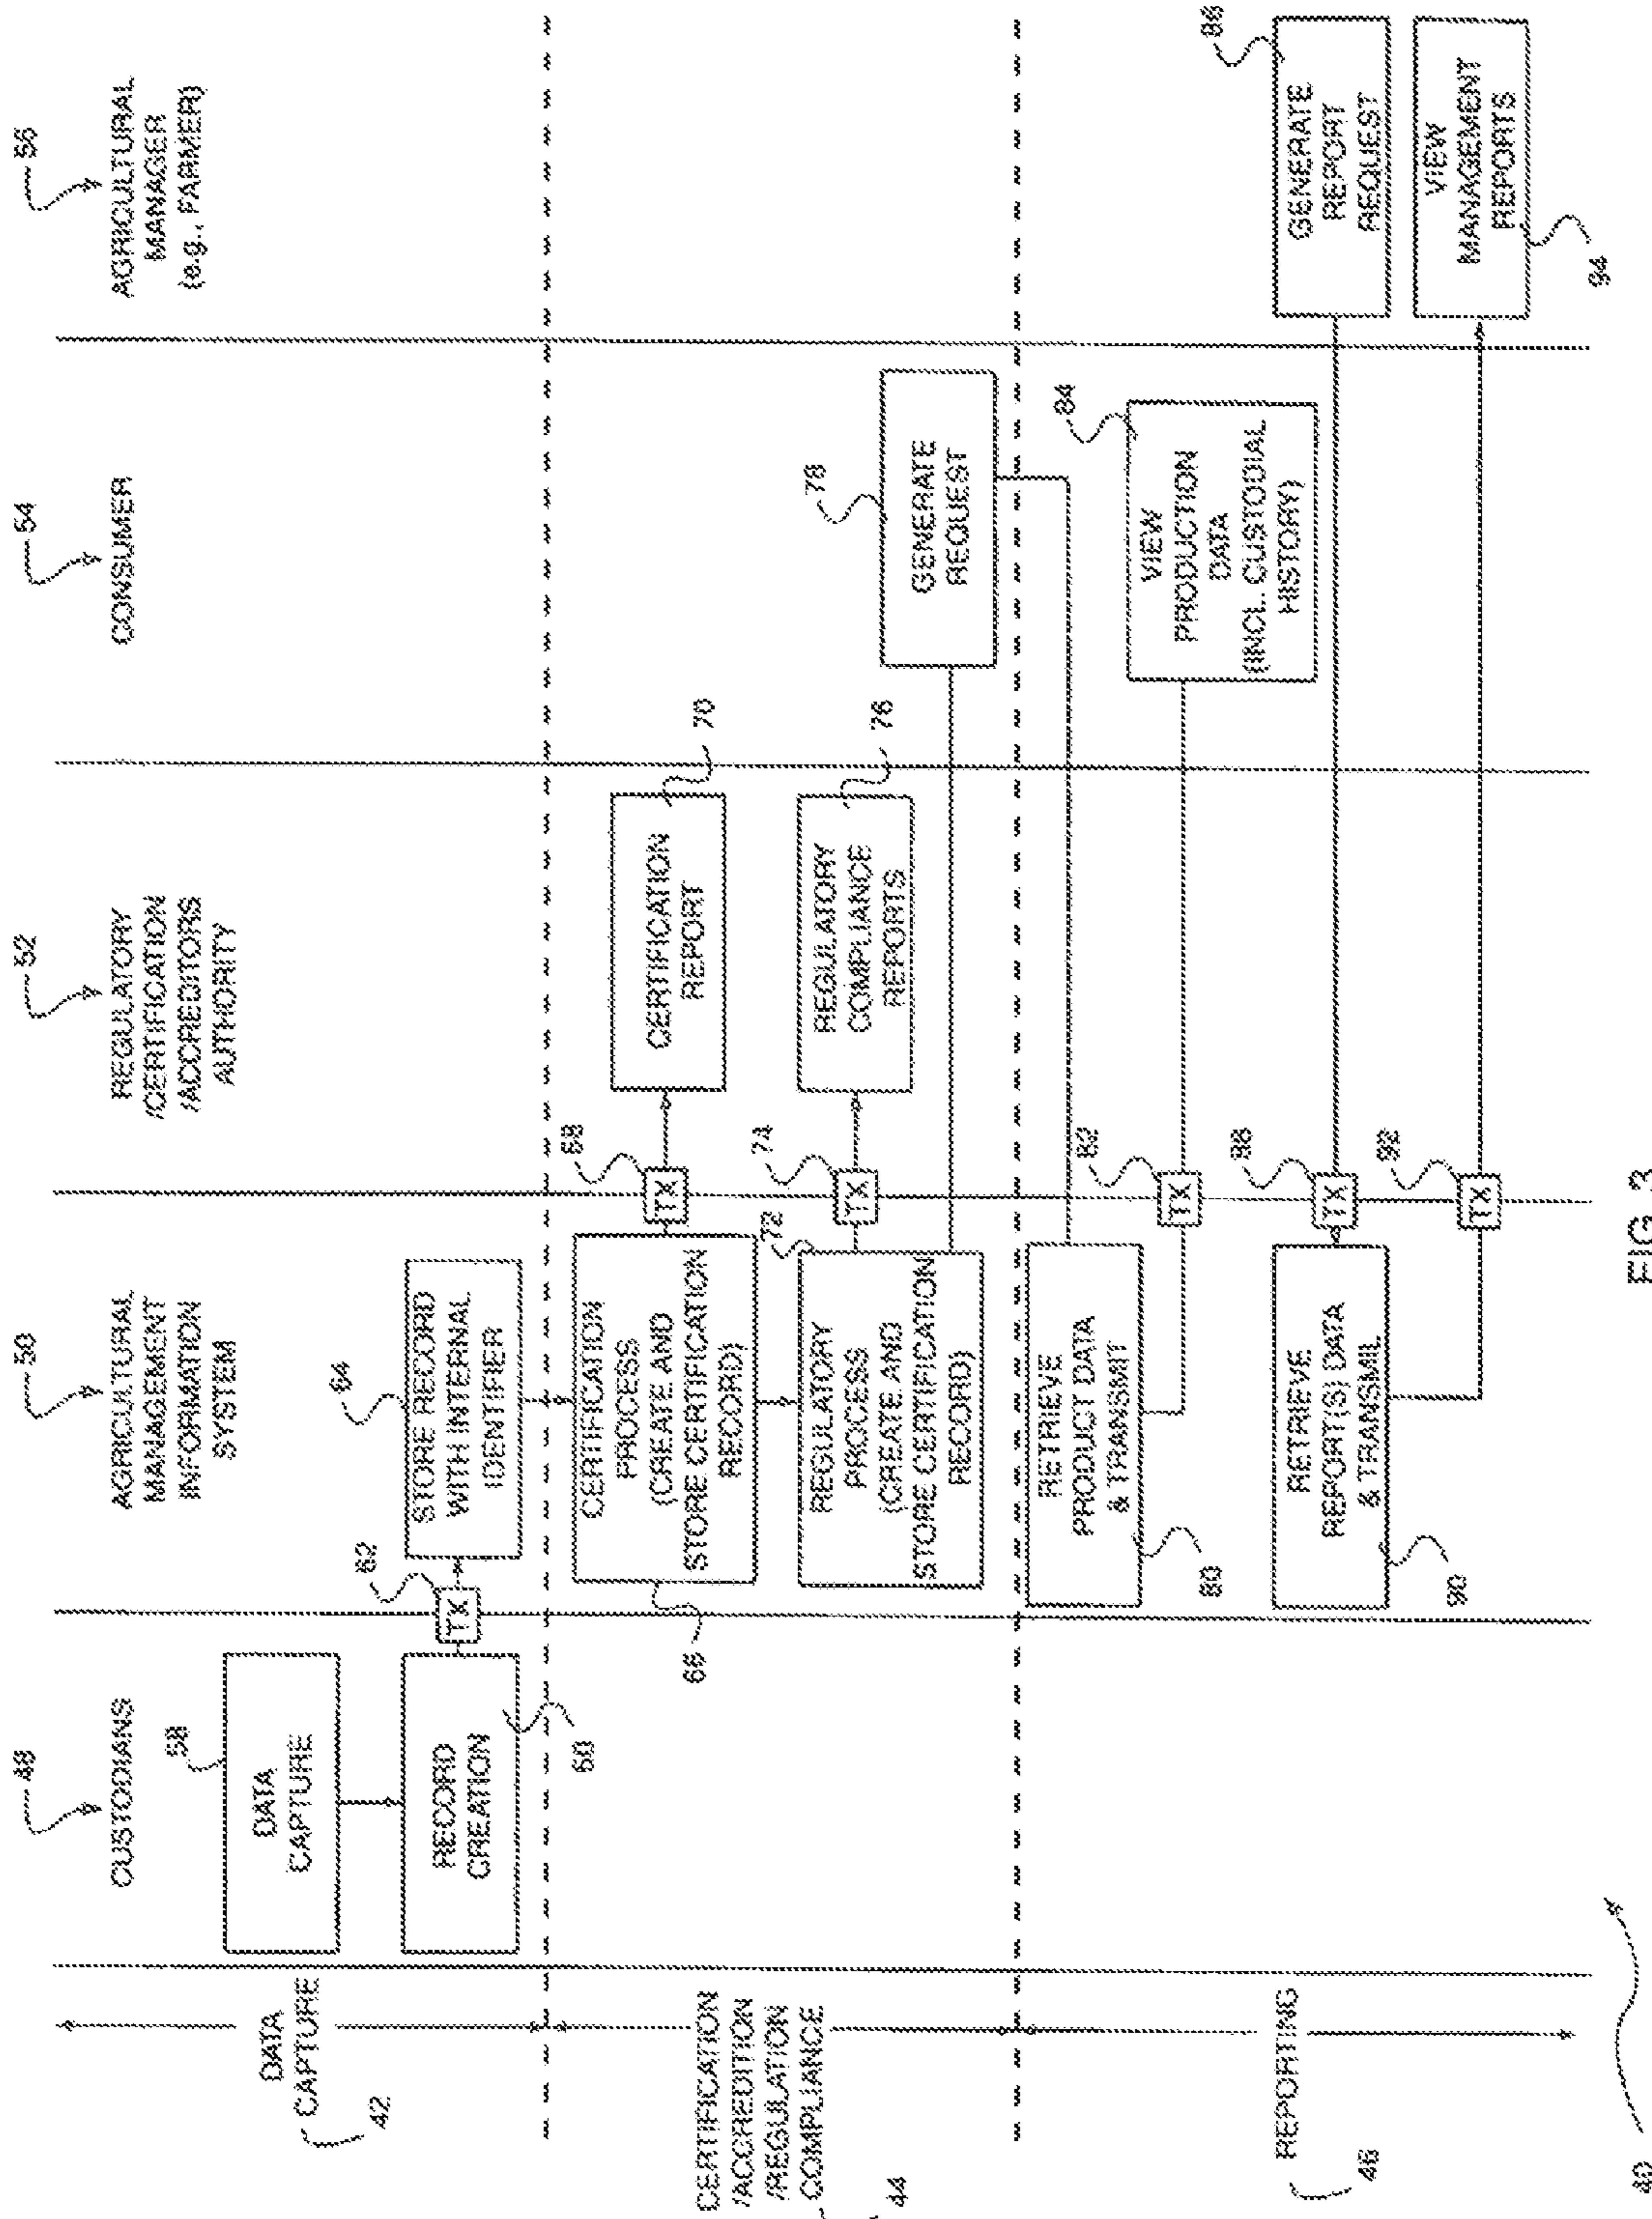 48
CUSTODIANS
50
AGRICULTURAL
MANAGEMENT
INFORMATION
SYSTEM
52
REGULATORY
/CERTIFICATION
/ACCREDITORS
AUTHORITY
54
CONSUMER
56
AGRICULTURAL
MANAGER
(e.g., FARMER)
DATA
CAPTURE
42
58
DATA
CAPTURE
RECORD
CREATION
60
62
TX
64
STORE RECORD
WITH INTERNAL
IDENTIFIER
CERTIFICATION
/ACCREDITION
/REGULATION
COMPLIANCE
44
66
CERTIFICATION
PROCESS
(CREATE AND
STORE CERTIFICATION
RECORD)
68
TX
CERTIFICATION
REPORT
70
72
REGULATORY
PROCESS
(CREATE AND
STORE CERTIFICATION
RECORD)
74
TX
REGULATORY
COMPLIANCE
REPORTS
76
78
GENERATE
REQUEST
REPORTING
46
RETRIEVE
PRODUCT DATA
& TRANSMIT
80
82
TX
84
VIEW
PRODUCTION
DATA
(INCL. CUSTODIAL
HISTORY)
86
GENERATE
REPORT
REQUEST
88
TX
RETRIEVE
REPORT(S) DATA
& TRANSMIL
90
92
TX
VIEW
MANAGEMENT
REPORTS
94
40
FIG 3